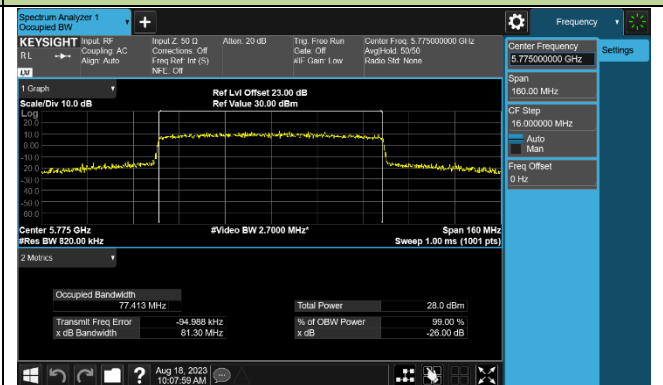 Spectrum Analyzer 1
Occupied BW
Frequency
KEYSIGHT
Input: RF
Coupling: AC
Align: Auto
Input Z: 50 Ω
Corrections: Off
Freq Ref: Int (S)
NFE: Off
Atten: 20 dB
Trig: Free Run
Gate: Off
#IF Gain: Low
Center Freq: 5.775000000 GHz
Avg|Hold: 50/50
Radio Std: None
RL
LXI
Center Frequency
5.775000000 GHz
Settings
Span
160.00 MHz
CF Step
16.000000 MHz
Auto
Man
Freq Offset
0 Hz
1 Graph
Scale/Div 10.0 dB
Ref Lvl Offset 23.00 dB
Ref Value 30.00 dBm
Log
20.0
10.0
0.00
-10.0
-20.0
-30.0
-40.0
-50.0
-60.0
Center 5.775 GHz
#Video BW 2.7000 MHz*
Span 160 MHz
#Res BW 820.00 kHz
Sweep 1.00 ms (1001 pts)
2 Metrics
Occupied Bandwidth
77.413 MHz
Total Power 28.0 dBm
Transmit Freq Error -94.988 kHz
% of OBW Power 99.00 %
x dB Bandwidth 81.30 MHz
x dB -26.00 dB
Aug 18, 2023
10:07:59 AM